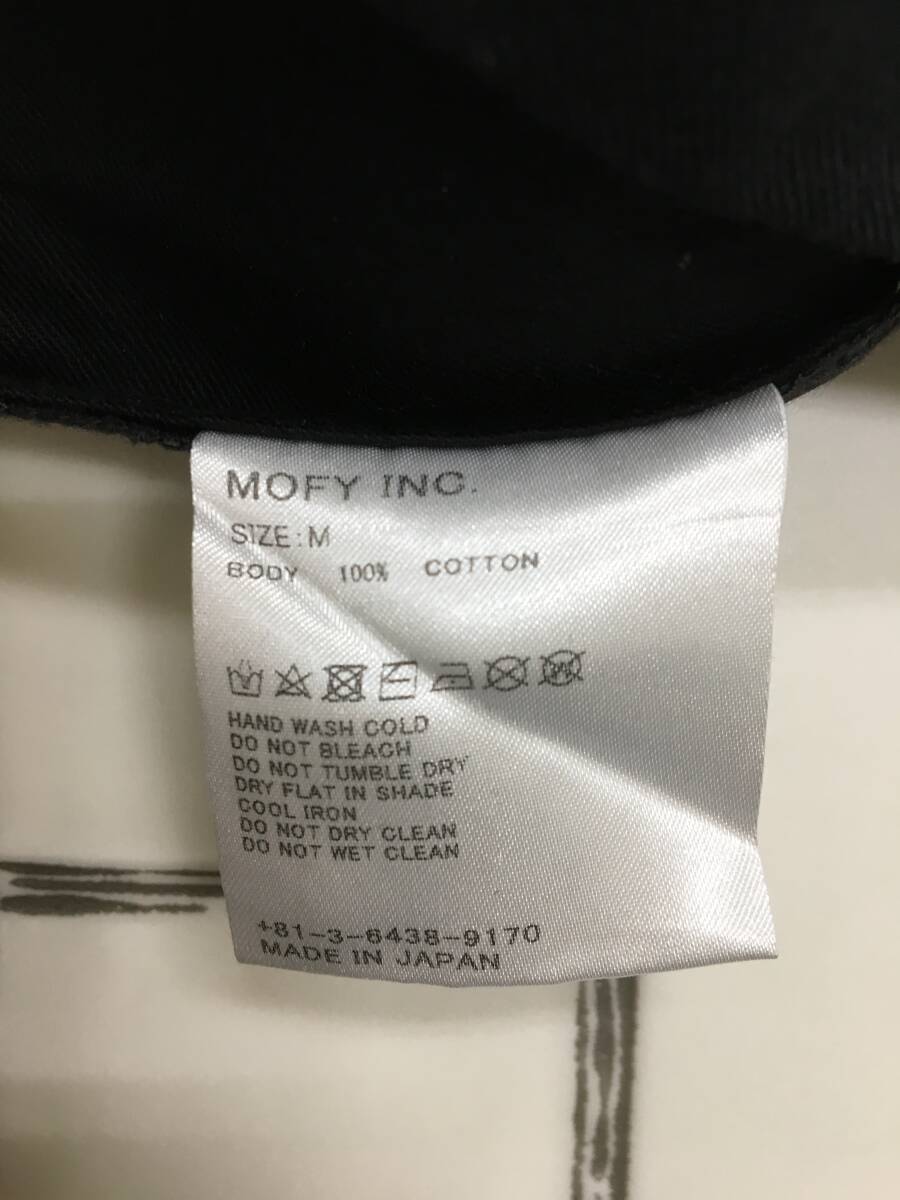 MOFY INC.
SIZE:M
BODY 100% COTTON
HAND WASH COLD
DO NOT BLEACH
DO NOT TUMBLE DRY
DRY FLAT IN SHADE
COOL IRON
DO NOT DRY CLEAN
DO NOT WET CLEAN
+81-3-6438-9170
MADE IN JAPAN